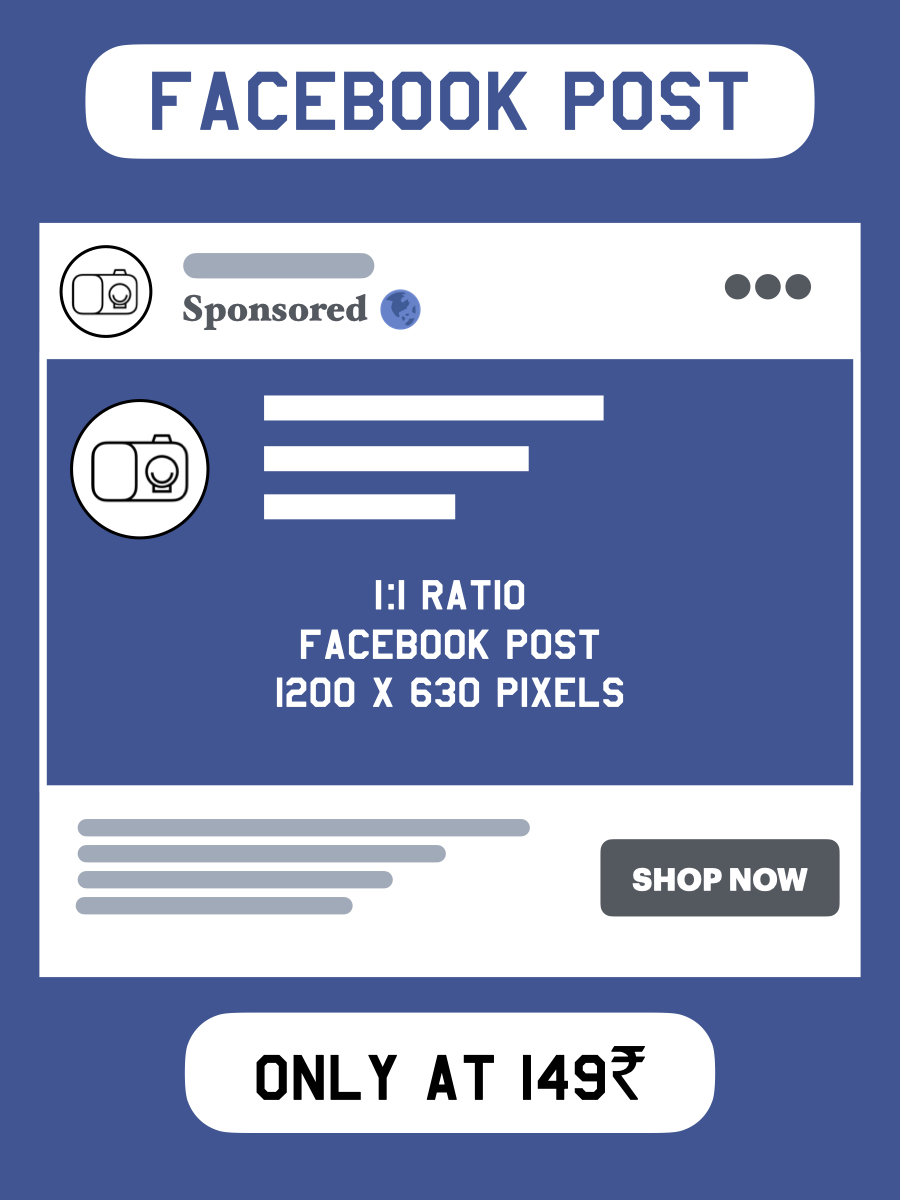 FACEBOOK POST
Sponsored
1:1 RATIO
FACEBOOK POST
1200 X 630 PIXELS
SHOP NOW
ONLY AT 149₹